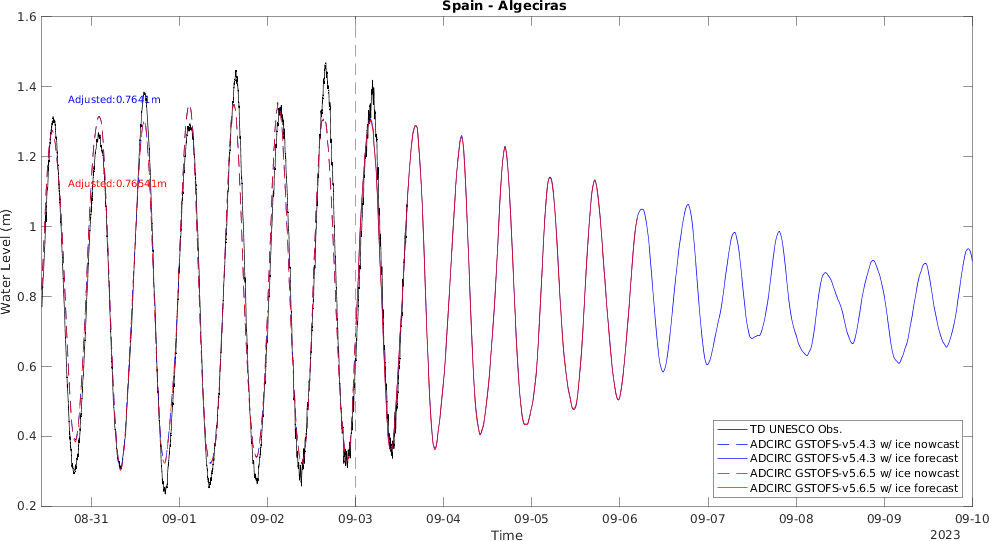 Spain - Algeciras
1.6
1.4
1.2
1
0.8
0.6
0.4
0.2
Water Level (m)
Adjusted:0.7641m
Adjusted:0.76541m
TD UNESCO Obs.
ADCIRC GSTOFS-v5.4.3 w/ ice nowcast
ADCIRC GSTOFS-v5.4.3 w/ ice forecast
ADCIRC GSTOFS-v5.6.5 w/ ice nowcast
ADCIRC GSTOFS-v5.6.5 w/ ice forecast
08-31 09-01 09-02 09-03 09-04 09-05 09-06 09-07 09-08 09-09 09-10
Time
2023